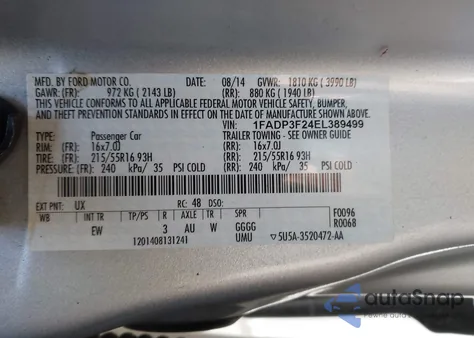 MFD. BY FORD MOTOR CO. DATE: 08/14 GVWR: 1810 KG ( 3990 LB)
GAWR: (FR): 972 KG ( 2143 LB) (RR): 880 KG ( 1940 LB)
THIS VEHICLE CONFORMS TO ALL APPLICABLE FEDERAL MOTOR VEHICLE SAFETY, BUMPER,
AND THEFT PREVENTION STANDARDS IN EFFECT ON THE DATE OF MANUFACTURE SHOWN ABOVE.
VIN: 1FADP3F24EL389499
TYPE: Passenger Car TRAILER TOWING - SEE OWNER GUIDE
RIM: (FR) 16x7.0J (RR): 16x7.0J
TIRE: (FR) 215/55R16 93H (RR): 215/55R16 93H
PRESSURE: (FR) 240 kPa/ 35 PSI COLD (RR): 240 kPa/ 35 PSI COLD
EXT PNT: UX RC: 48 DSO:
WB INT TR TP/PS R AXLE TR SPR F0096
EW 3 AU W GGGG R0068
1201408131241 UMU ▽5U5A-3520472-AA
autoSnap